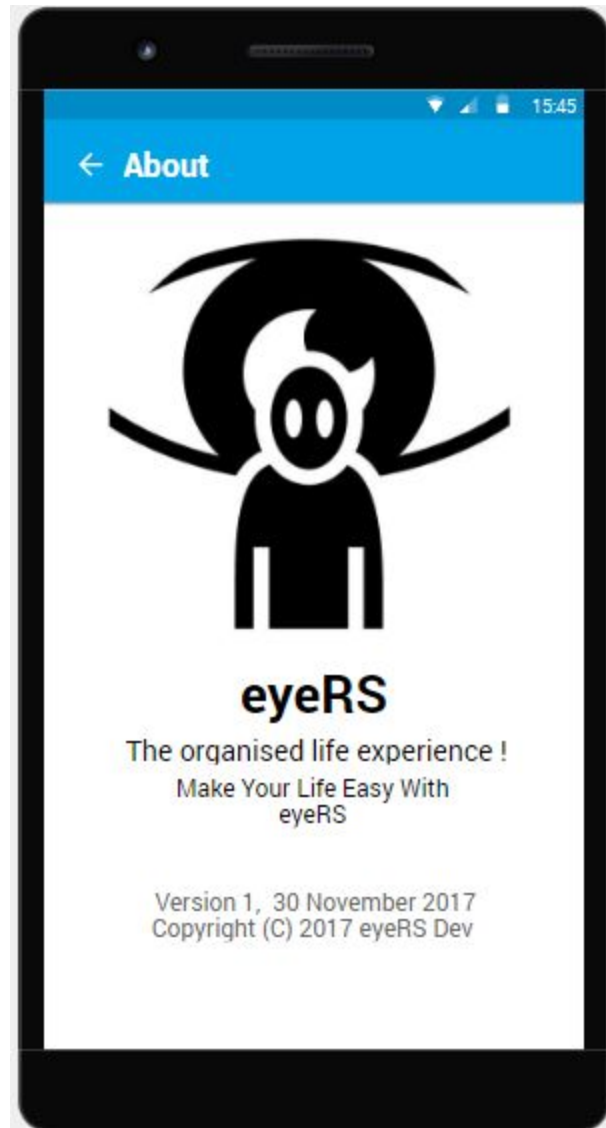 15:45
About
eyeRS
The organised life experience !
Make Your Life Easy With
eyeRS
Version 1, 30 November 2017
Copyright (C) 2017 eyeRS Dev